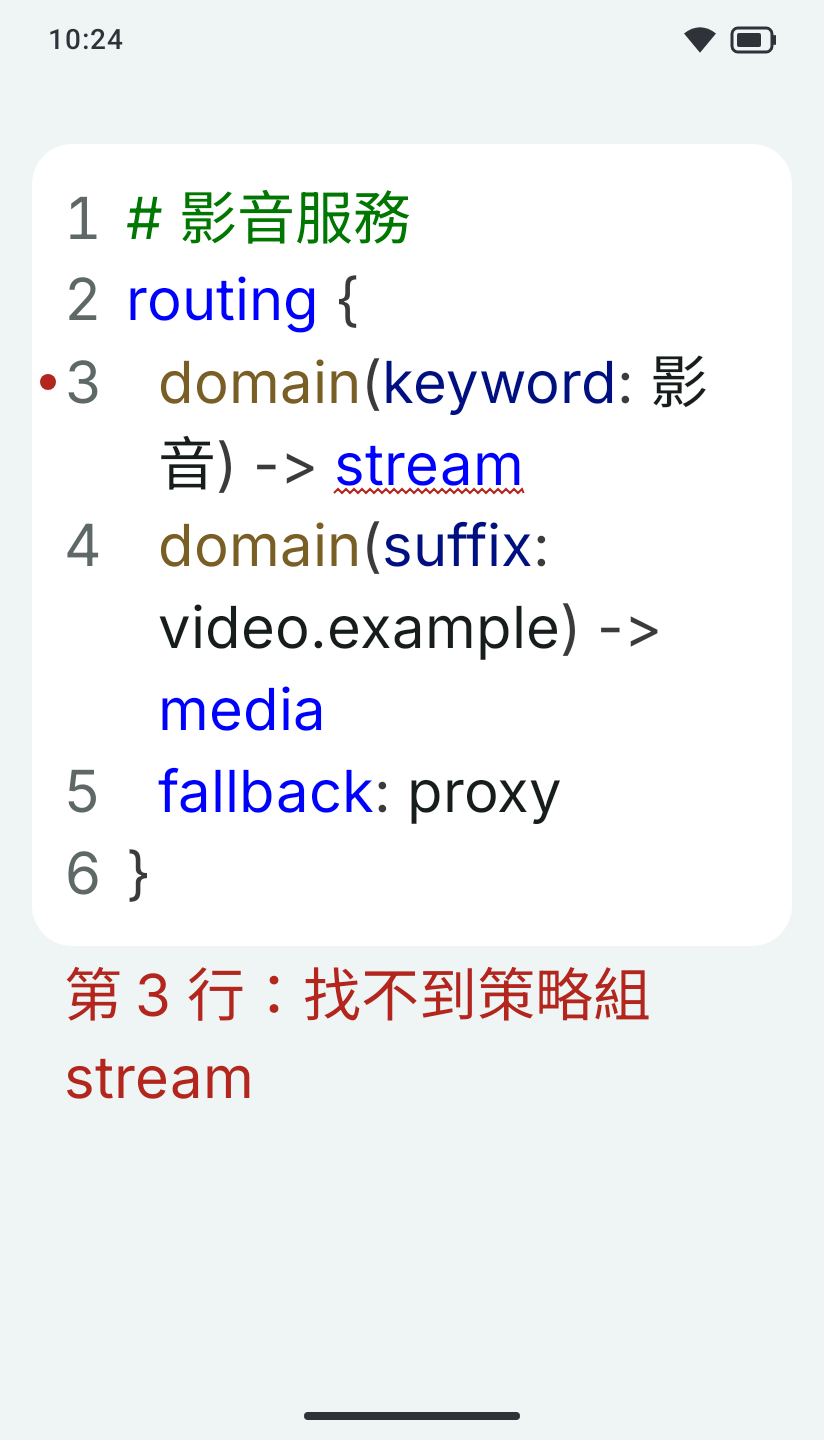 10:24
1 # 影音服務
2 routing {
3 domain(keyword: 影
音) -> stream
4 domain(suffix:
video.example) ->
media
5 fallback: proxy
6 }
第 3 行：找不到策略組
stream